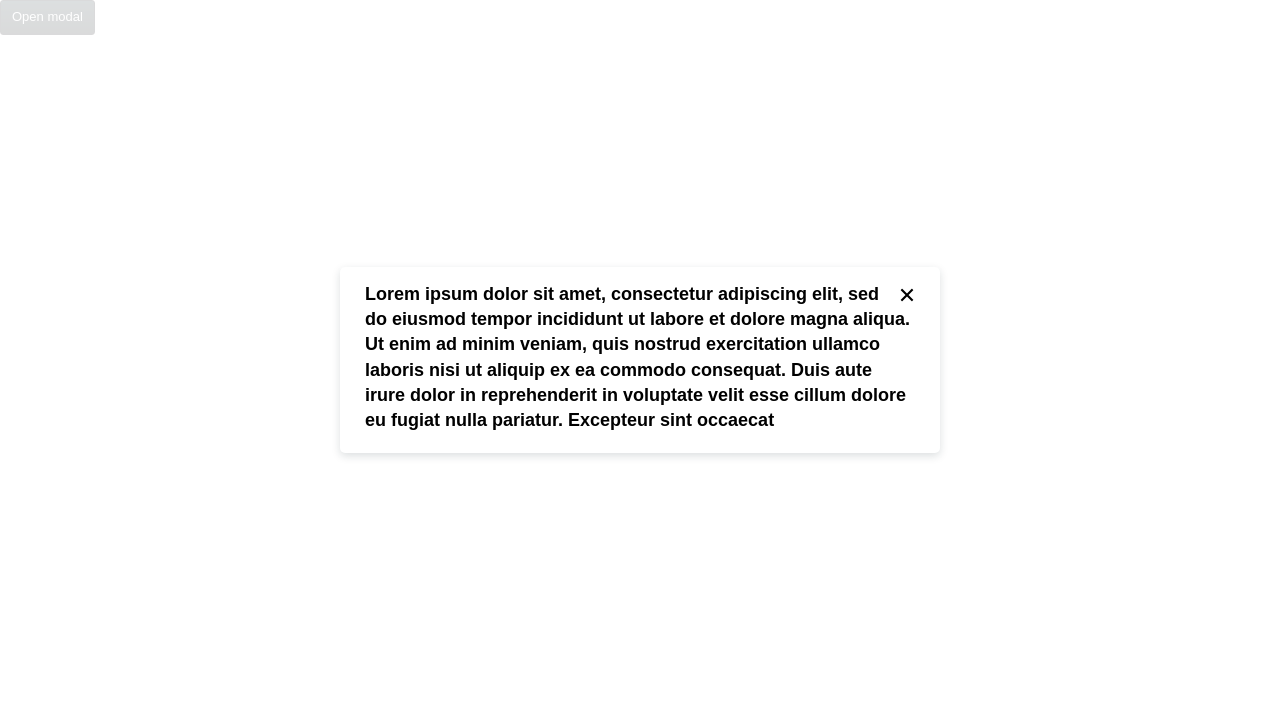 Open modal
Lorem ipsum dolor sit amet, consectetur adipiscing elit, sed
do eiusmod tempor incididunt ut labore et dolore magna aliqua.
Ut enim ad minim veniam, quis nostrud exercitation ullamco
laboris nisi ut aliquip ex ea commodo consequat. Duis aute
irure dolor in reprehenderit in voluptate velit esse cillum dolore
eu fugiat nulla pariatur. Excepteur sint occaecat